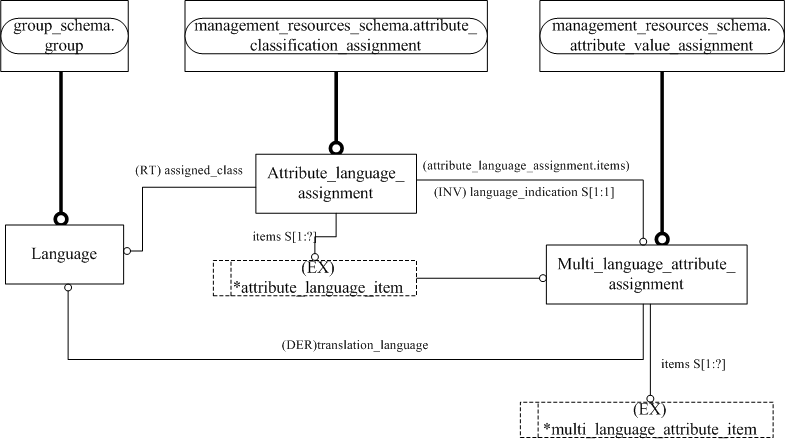 group_schema.
group
management_resources_schema.attribute_
classification_assignment
management_resources_schema.
attribute_value_assignment
(RT) assigned_class
Attribute_language_
assignment
(attribute_language_assignment.items)
(INV) language_indication S[1:1]
Language
items S[1:?]
(EX)
*attribute_language_item
Multi_language_attribute_
assignment
(DER)translation_language
items S[1:?]
(EX)
*multi_language_attribute_item